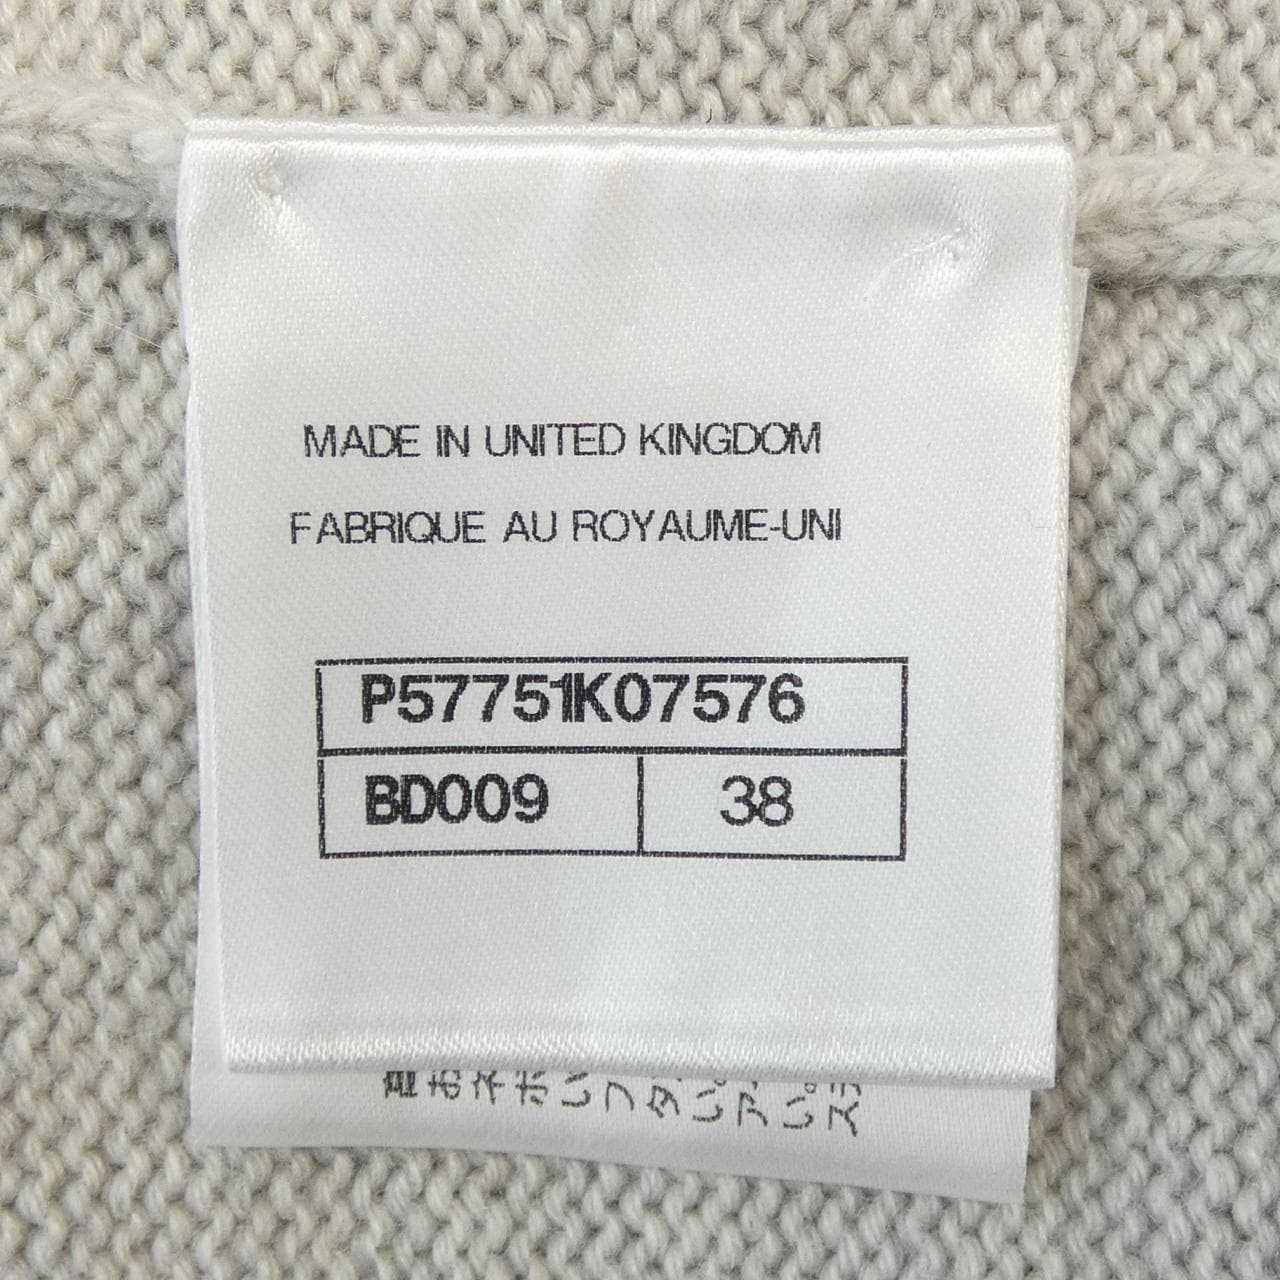 MADE IN UNITED KINGDOM
FABRIQUE AU ROYAUME-UNI
P57751K07576
BD009 38